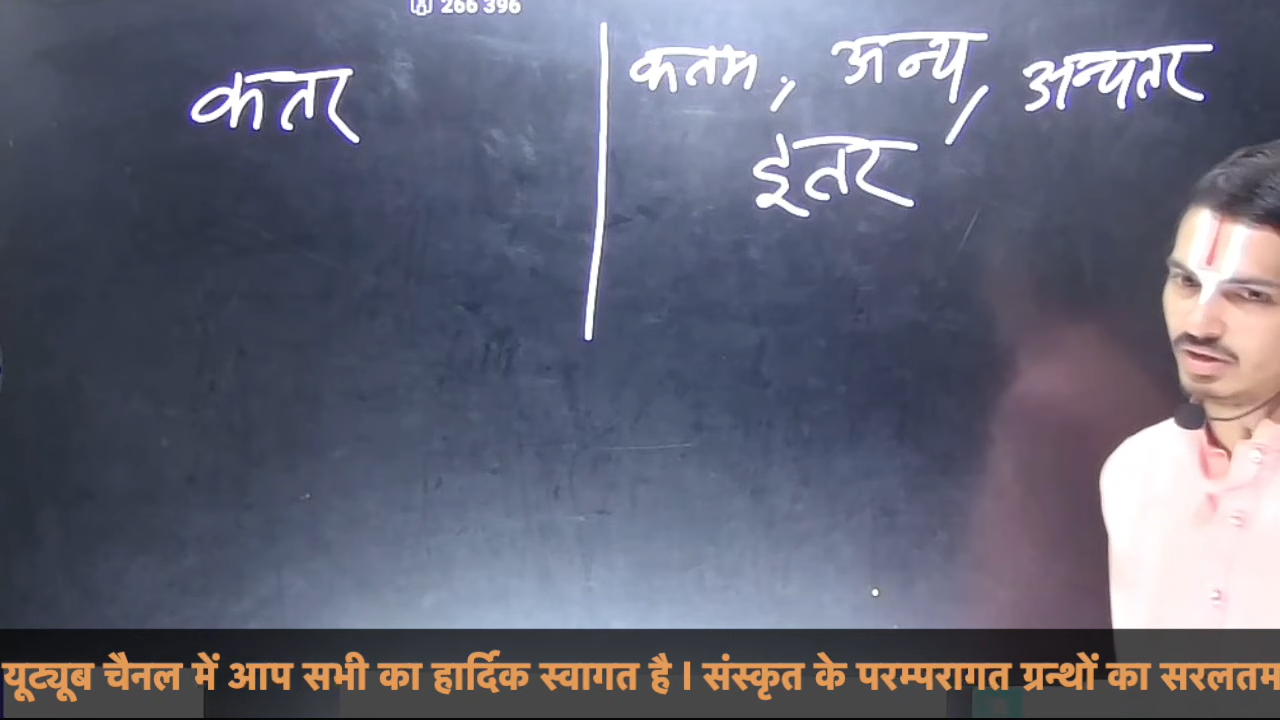 266 396
कतर
कतम, अन्य, अन्यतर
इतर
यूट्यूब चैनल में आप सभी का हार्दिक स्वागत है । संस्कृत के परम्परागत ग्रन्थों का सरलतम